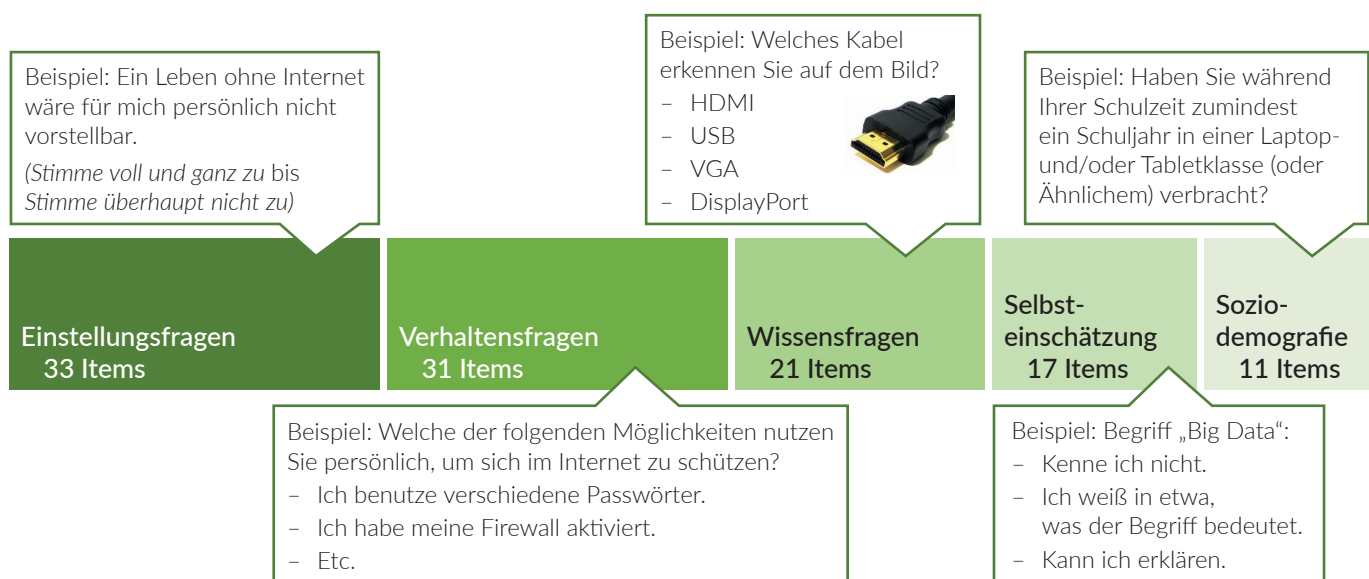 Beispiel: Ein Leben ohne Internet
wäre für mich persönlich nicht
vorstellbar.
(Stimme voll und ganz zu bis
Stimme überhaupt nicht zu)
Beispiel: Welches Kabel
erkennen Sie auf dem Bild?
– HDMI
– USB
– VGA
– DisplayPort
Beispiel: Haben Sie während
Ihrer Schulzeit zumindest
ein Schuljahr in einer Laptop-
und/oder Tabletklasse (oder
Ähnlichem) verbracht?
Einstellungsfragen
33 Items
Verhaltensfragen
31 Items
Wissensfragen
21 Items
Selbst-
einschätzung
17 Items
Sozio-
demografie
11 Items
Beispiel: Welche der folgenden Möglichkeiten nutzen
Sie persönlich, um sich im Internet zu schützen?
– Ich benutze verschiedene Passwörter.
– Ich habe meine Firewall aktiviert.
– Etc.
Beispiel: Begriff „Big Data“:
– Kenne ich nicht.
– Ich weiß in etwa,
was der Begriff bedeutet.
– Kann ich erklären.